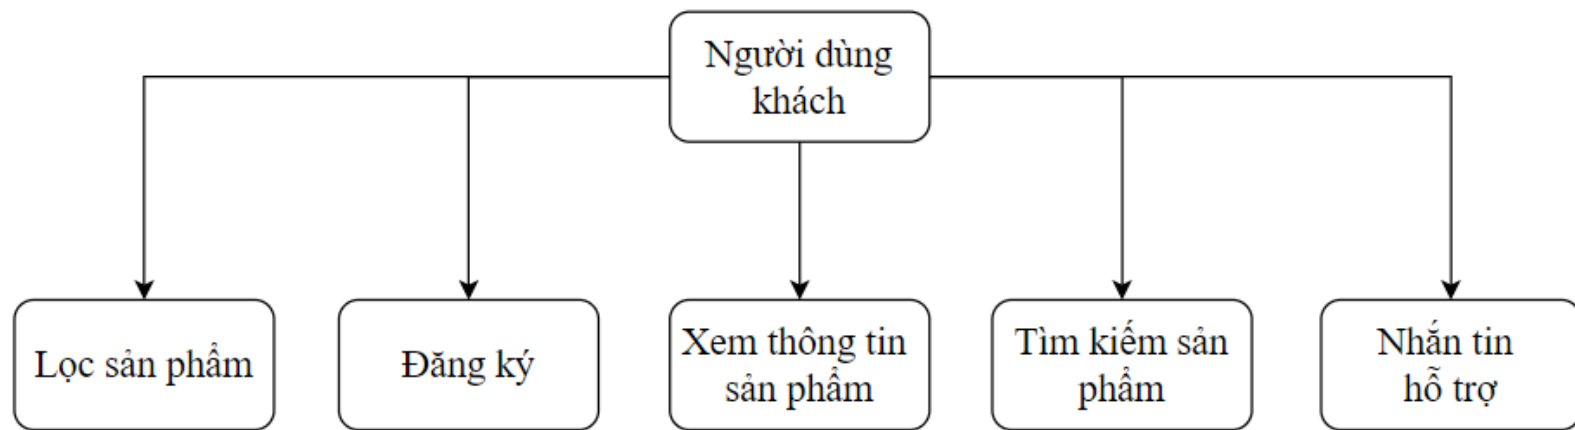 Người dùng
khách
Lọc sản phẩm
Đăng ký
Xem thông tin
sản phẩm
Tìm kiếm sản
phẩm
Nhắn tin
hỗ trợ